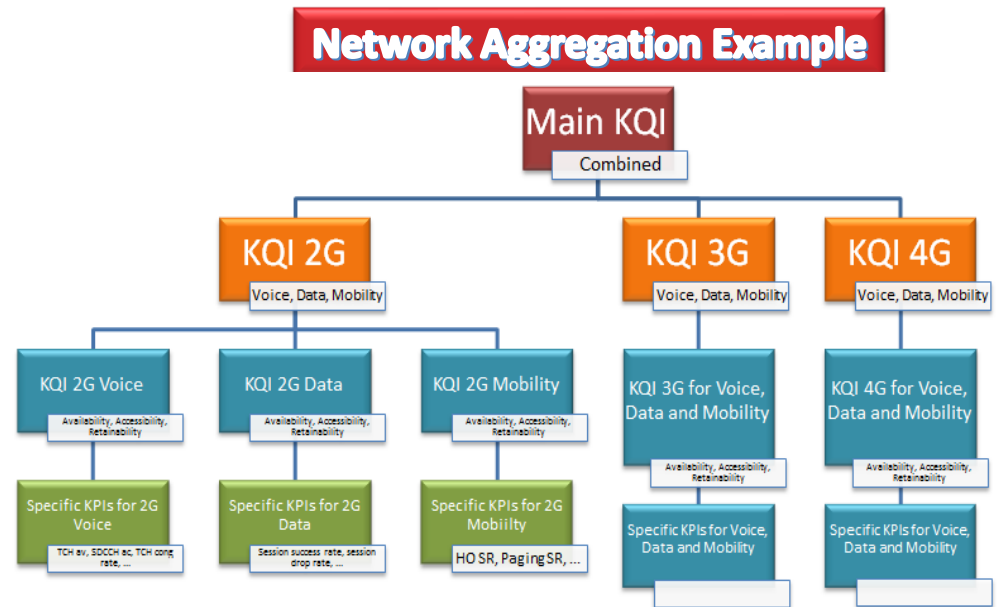 Network Aggregation Example
Main KQI
Combined
KQI 2G
Voice, Data, Mobility
KQI 3G
Voice, Data, Mobility
KQI 4G
Voice, Data, Mobility
KQI 2G Voice
Availability, Accessibility,
Retainability
KQI 2G Data
Availability, Accessibility,
Retainability
KQI 2G Mobility
Availability, Accessibility,
Retainability
KQI 3G for Voice,
Data and Mobility
Availability, Accessibility,
Retainability
KQI 4G for Voice,
Data and Mobility
Availability, Accessibility,
Retainability
Specific KPIs for 2G
Voice
TCH av, SDCCH ac, TCH cong
rate, ...
Specific KPIs for 2G
Data
Session success rate, session
drop rate, ...
Specific KPIs for 2G
Mobiilty
HO SR, Paging SR, ...
Specific KPIs for Voice,
Data and Mobility
Specific KPIs for Voice,
Data and Mobility